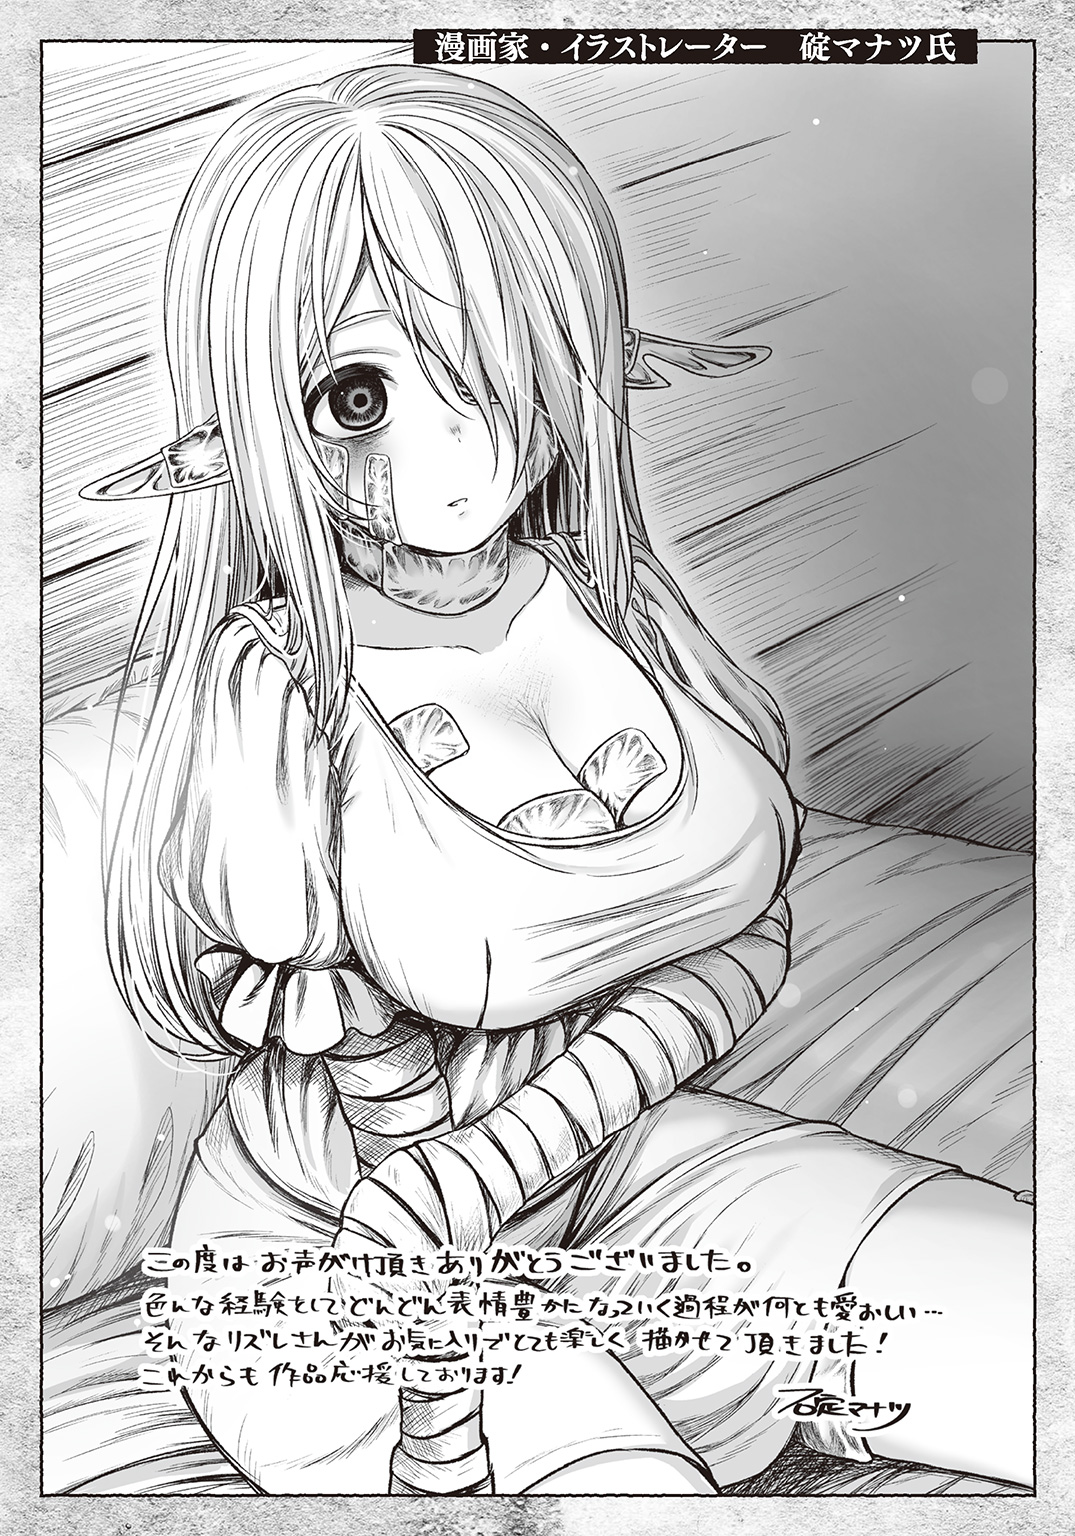 漫画家・イラストレーター　碇マナツ氏
この度はお声がけ頂きありがとうございました。
色んな経験をしてどんどん表情豊かになっていく過程が何とも愛おしい…
そんなリズレさんがお気に入りでとても楽しく描かせて頂きました!
これからも作品応援しております!
碇マナツ